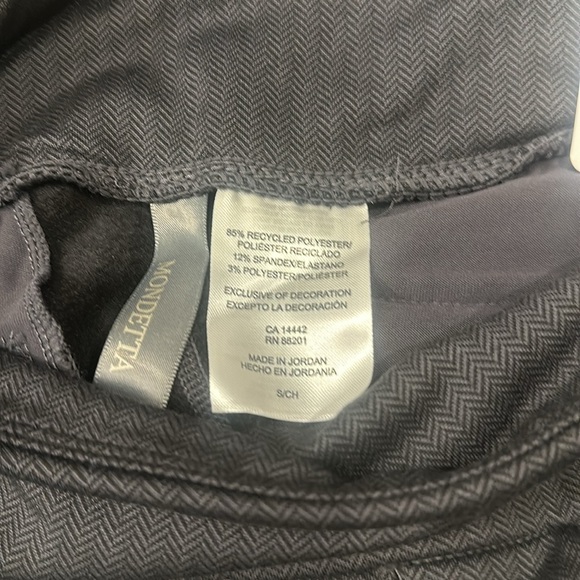 MONDETTA
85% RECYCLED POLYESTER/
POLIÉSTER RECICLADO
12% SPANDEX/ELASTANO
3% POLYESTER/POLIÉSTER
EXCLUSIVE OF DECORATION
EXCEPTO LA DECORACIÓN
CA 14442
RN 88201
MADE IN JORDAN
HECHO EN JORDANIA
S/CH